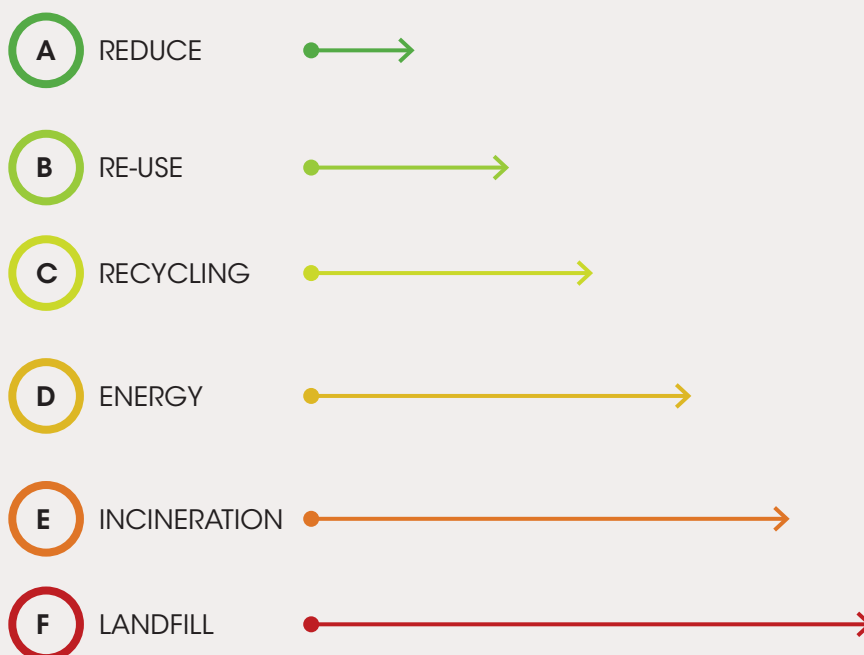 A REDUCE
B RE-USE
C RECYCLING
D ENERGY
E INCINERATION
F LANDFILL